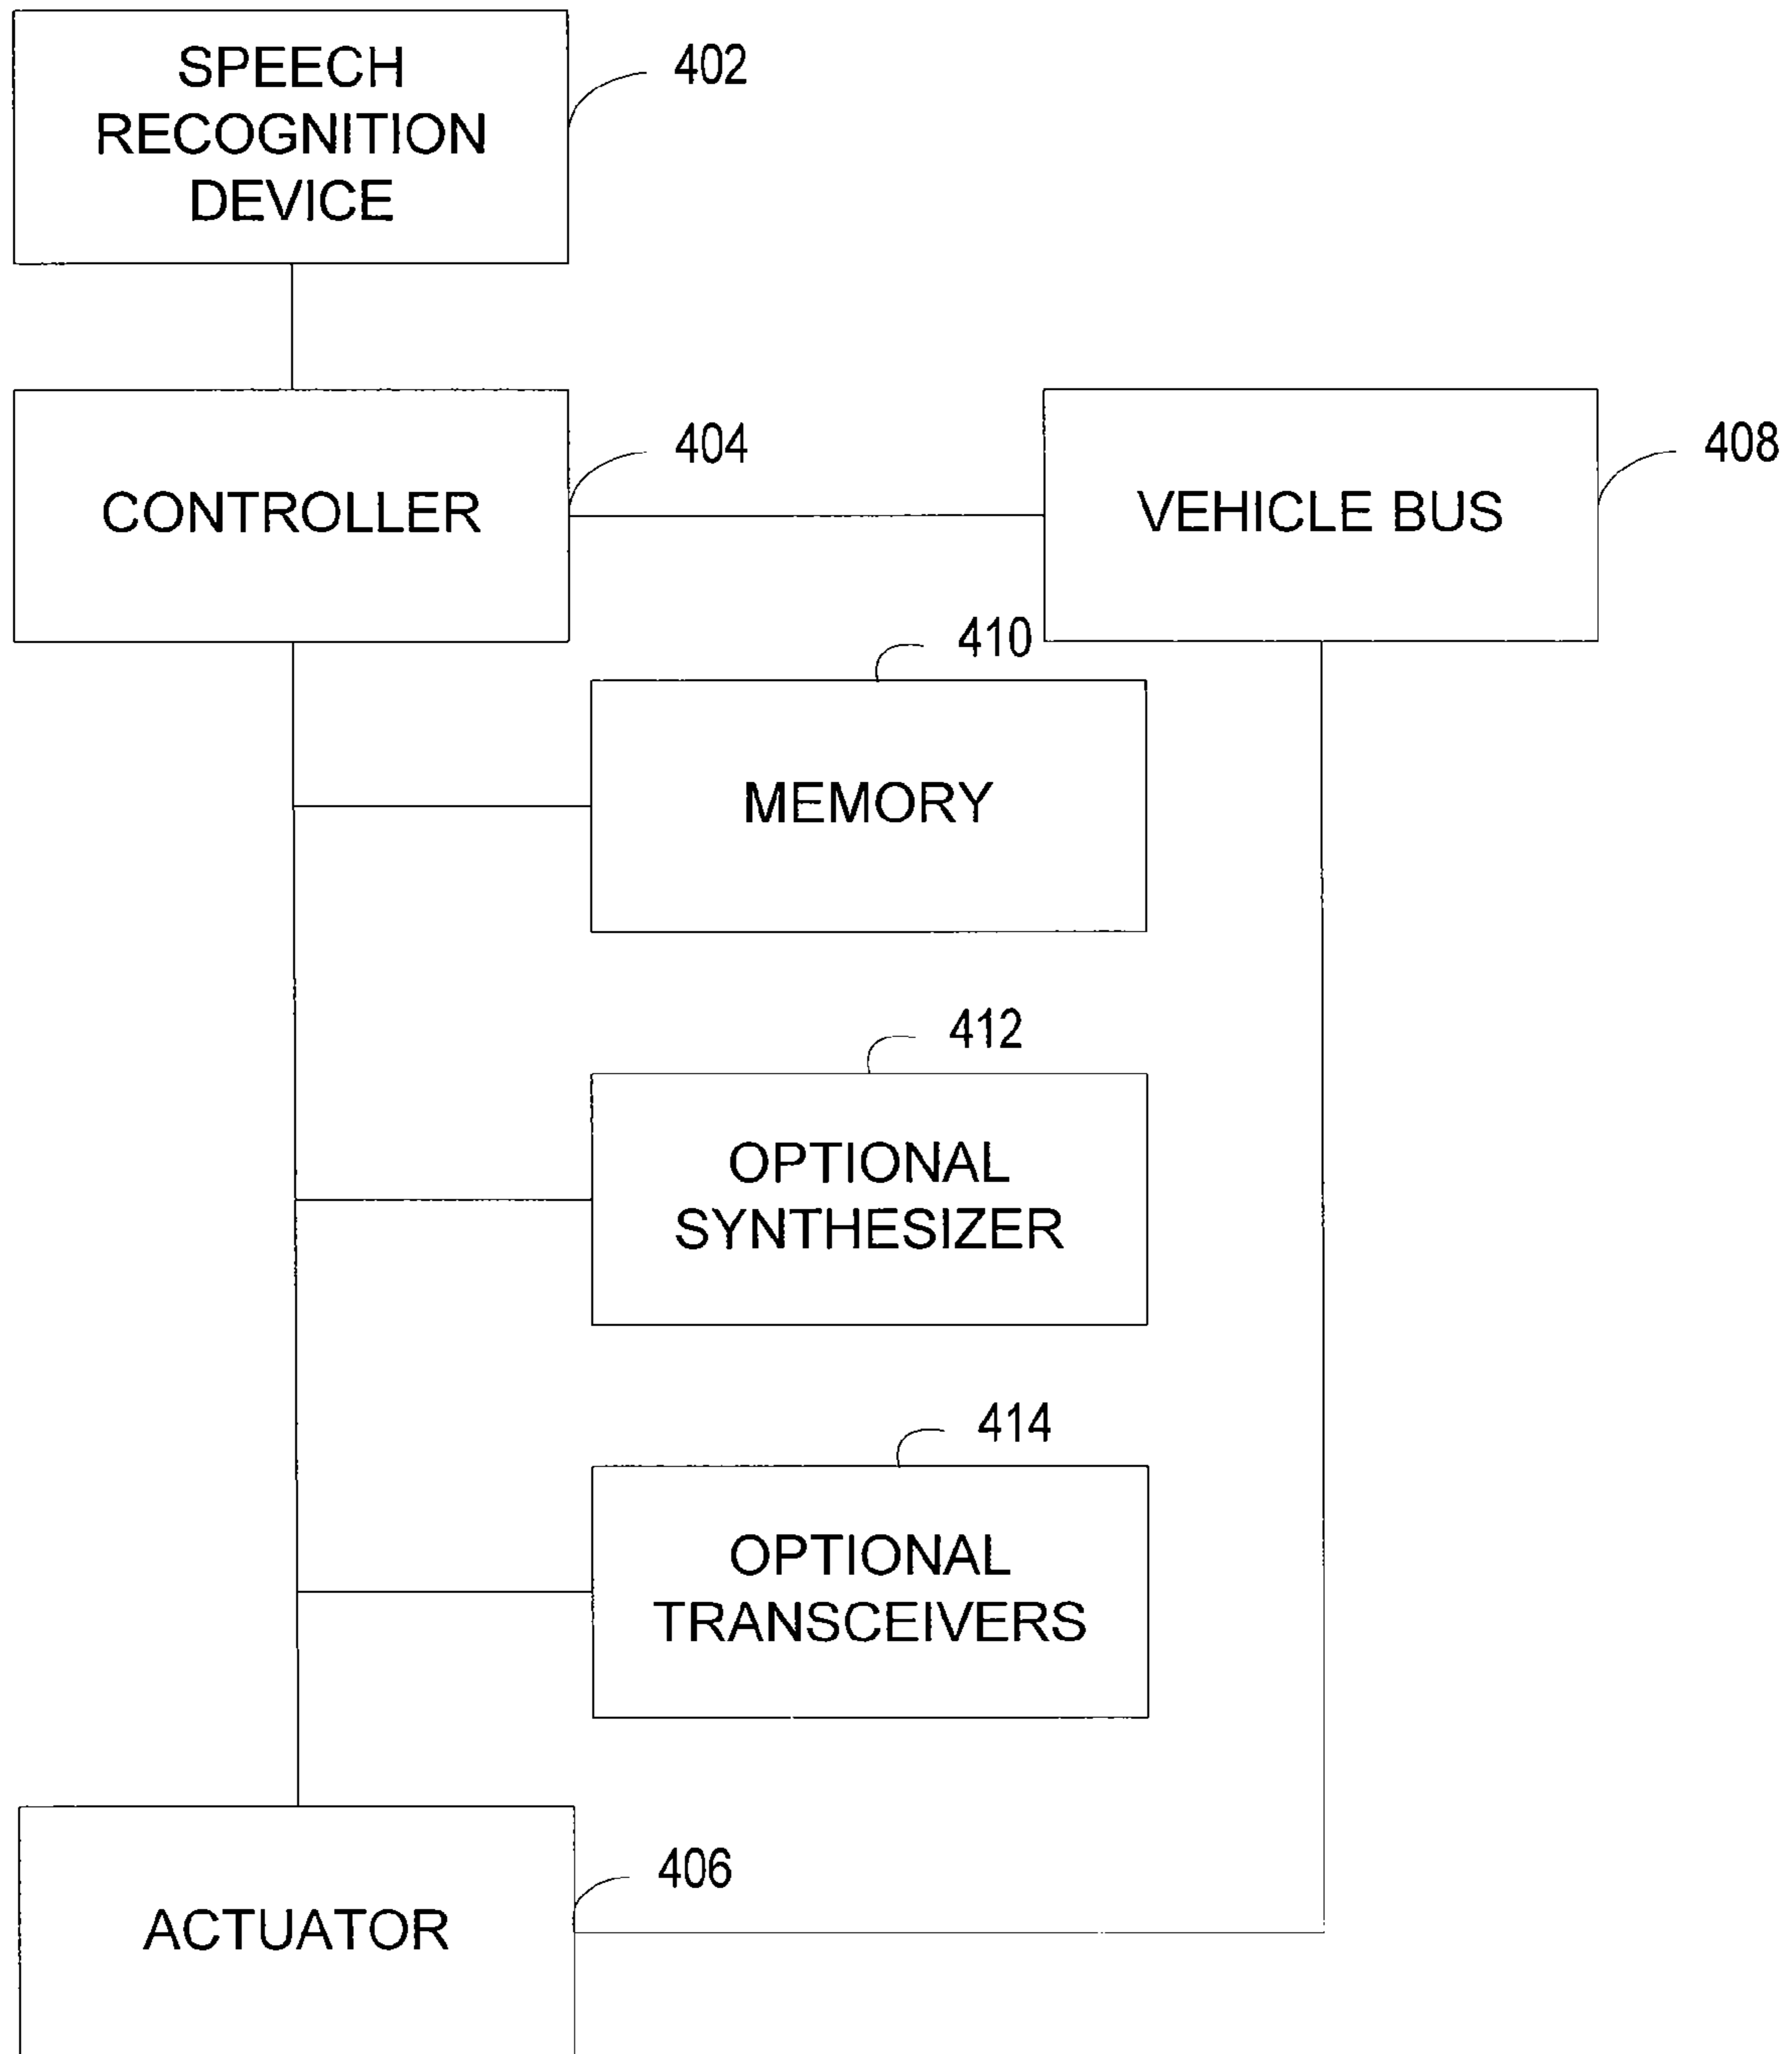 SPEECH
RECOGNITION
DEVICE
402
CONTROLLER
404
VEHICLE BUS
408
410
MEMORY
412
OPTIONAL
SYNTHESIZER
414
OPTIONAL
TRANSCEIVERS
406
ACTUATOR